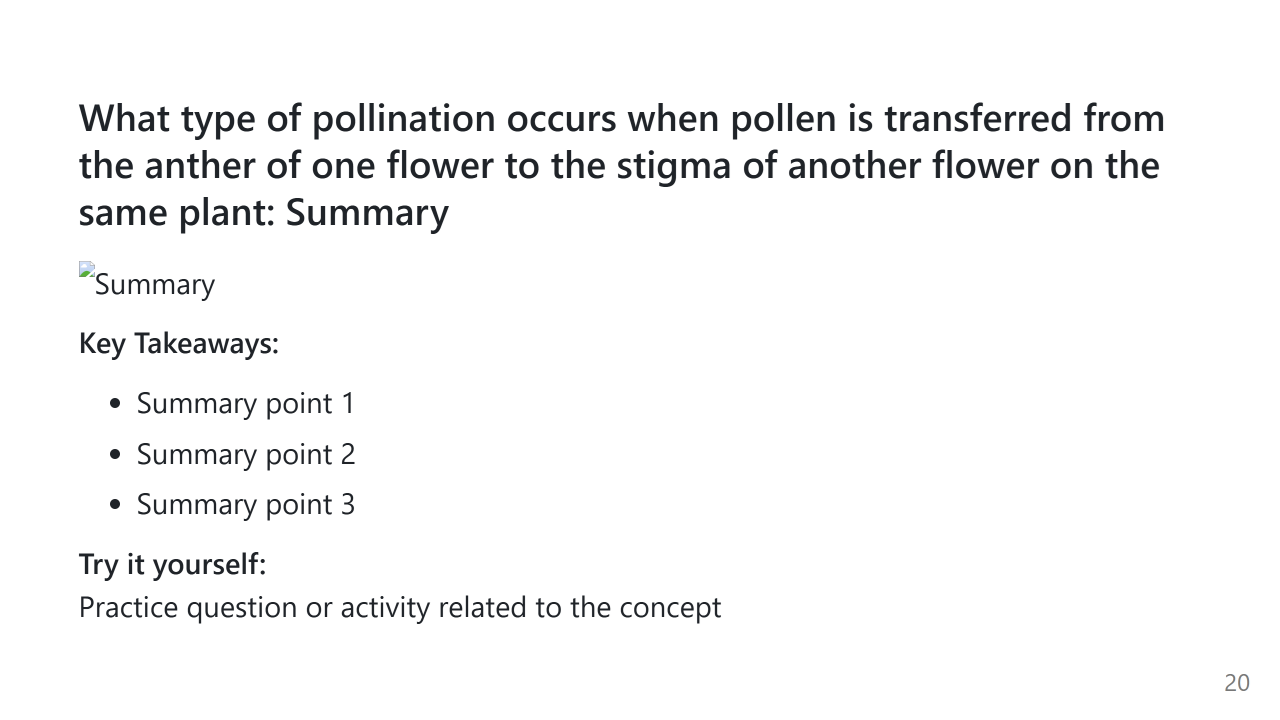 What type of pollination occurs when pollen is transferred from
the anther of one flower to the stigma of another flower on the
same plant: Summary
Summary
Key Takeaways:
• Summary point 1
• Summary point 2
• Summary point 3
Try it yourself:
Practice question or activity related to the concept
20